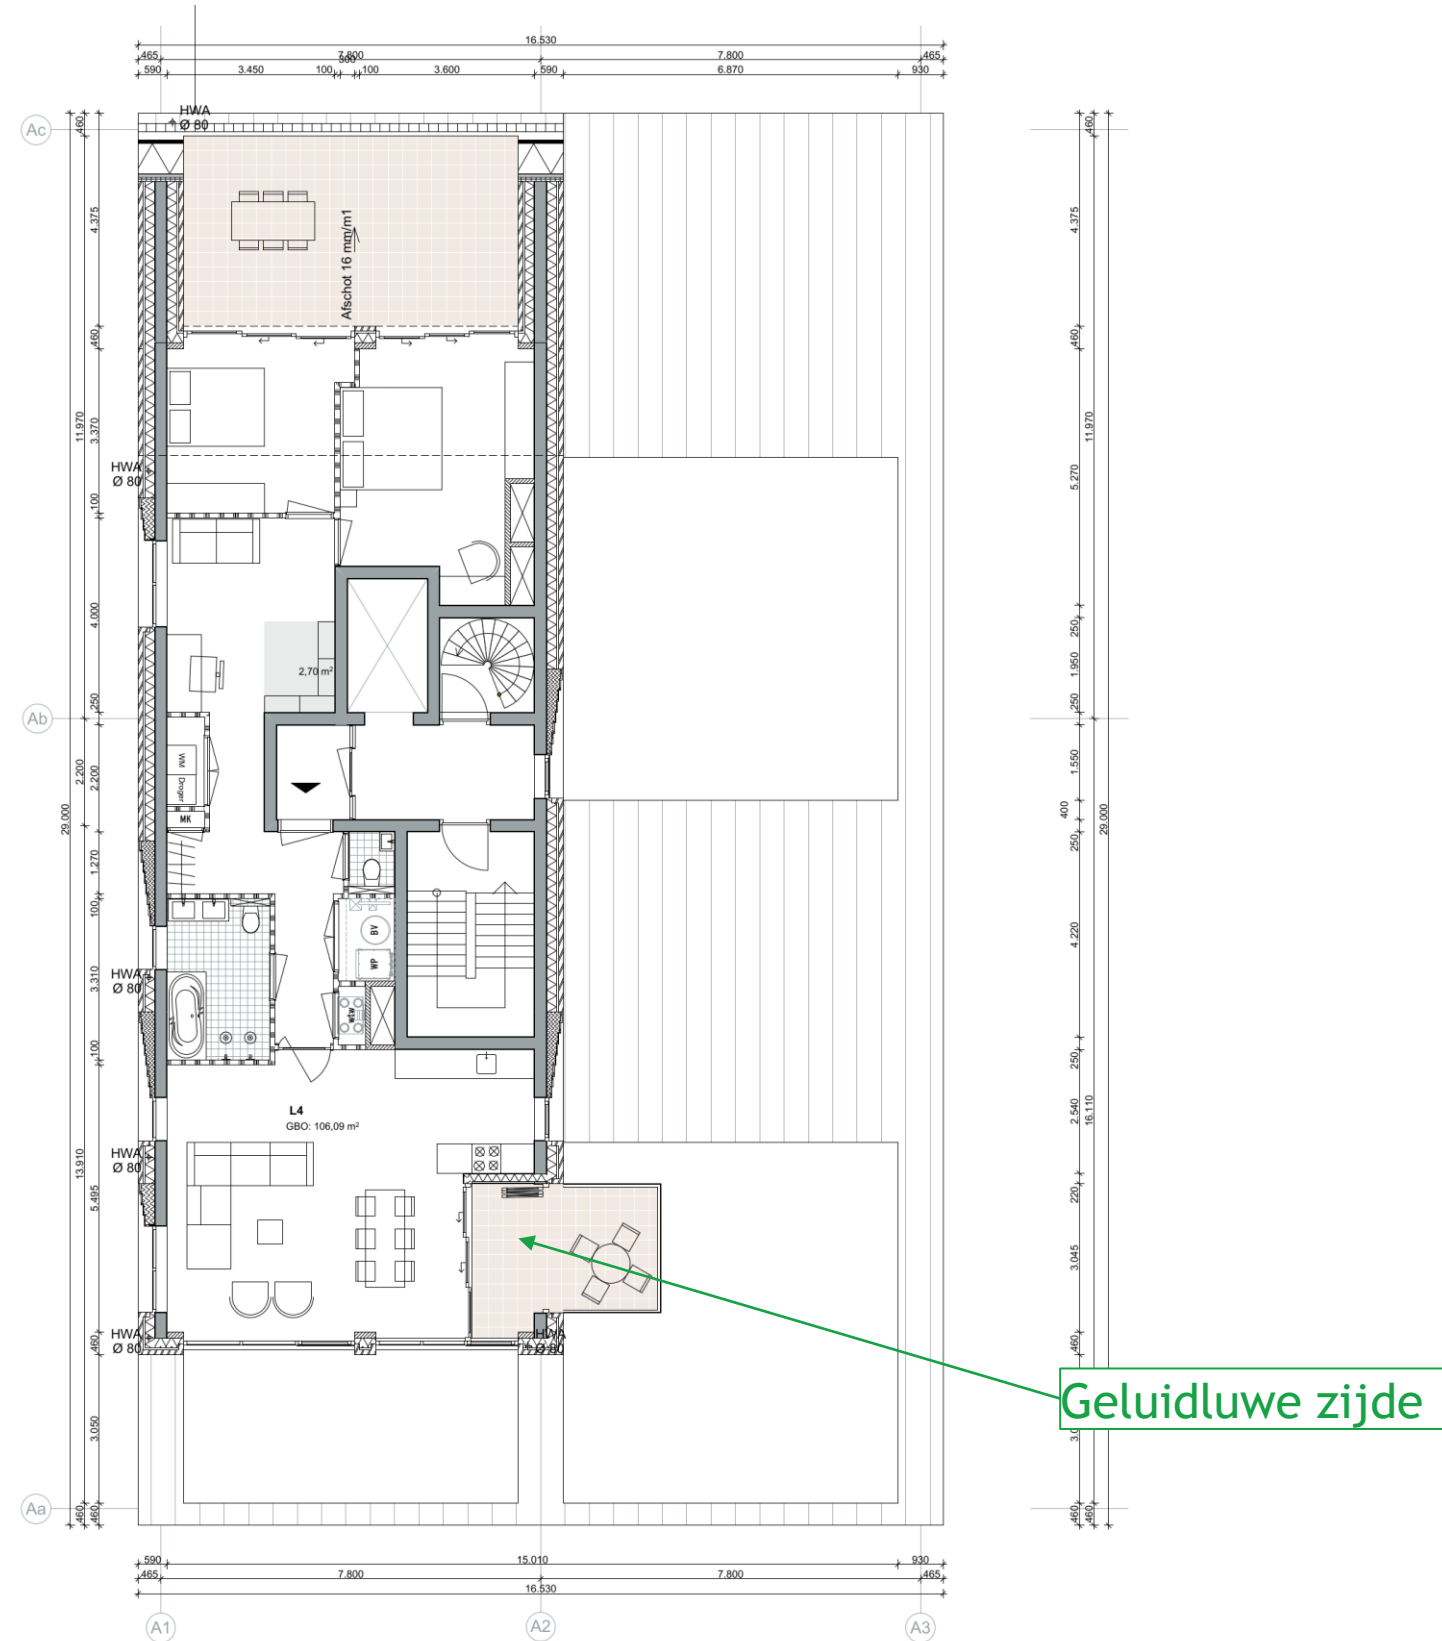 16.530
465 7.800 7.800 465
300
590 3.450 100 100 3.600 590 6.870 930
HWA
Ø 80
Ac
460
460
4.375
Afschot 16 mm/m1
4.375
460
460
11.970
3.370
11.970
5.270
HWA
Ø 80
100
4.000
2,70 m²
250
1.950
250
250
Ab
2.200
2.200
WM
Droger
MK
1.550
400
29.000
29.000
250
1.270
100
BV
WP
4.220
3.310
HWA
Ø 80
WEW
100
250
L4
GBO: 106,09 m²
2.540
16.110
HWA
Ø 80
13.910
5.495
220
3.045
HWA
Ø 80
HWA
Ø 80
460
460
Geluidluwe zijde
3.050
3.0
Aa
460
460
460
460
590 15.010 930
465 7.800 7.800 465
16.530
A1 A2 A3